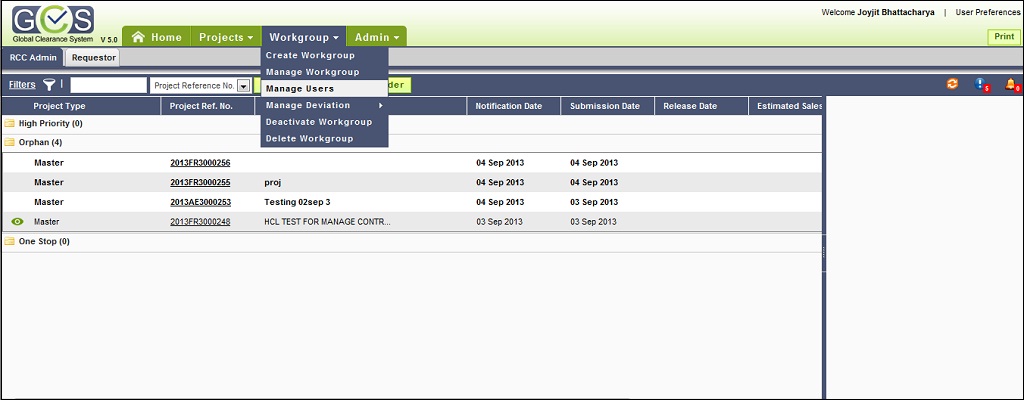 GCS
Global Clearance System V 5.0
Welcome Joyjit Bhattacharya | User Preferences
Home Projects Workgroup Admin
Print
RCC Admin Requestor
Create Workgroup
Manage Workgroup
Manage Users
Manage Deviation
Deactivate Workgroup
Delete Workgroup
Filters | Project Reference No. der
5 0
Project Type Project Ref. No. Notification Date Submission Date Release Date Estimated Sales
High Priority (0)
Orphan (4)
Master 2013FR3000256 04 Sep 2013 04 Sep 2013
Master 2013FR3000255 proj 04 Sep 2013 04 Sep 2013
Master 2013AE3000253 Testing 02sep 3 04 Sep 2013 03 Sep 2013
Master 2013FR3000248 HCL TEST FOR MANAGE CONTR... 03 Sep 2013 03 Sep 2013
One Stop (0)